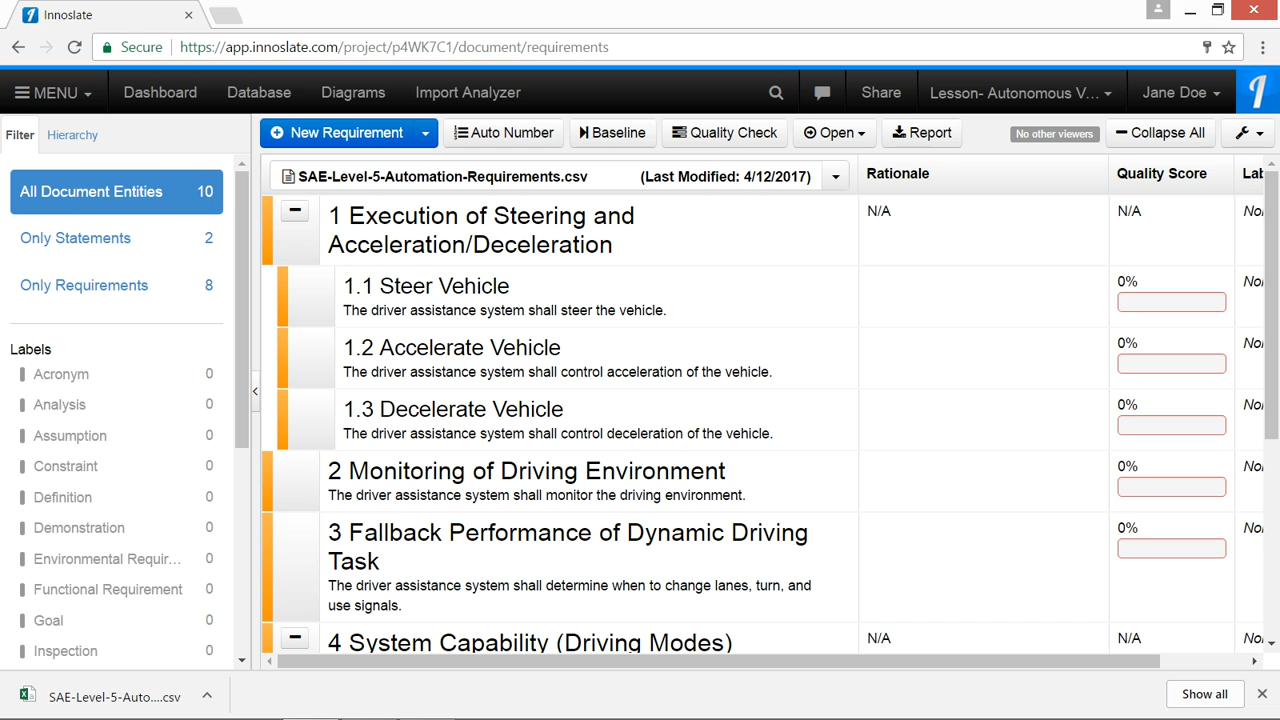 Innoslate
Secure
https://app.innoslate.com/project/p4WK7C1/document/requirements
MENU Dashboard Database Diagrams Import Analyzer Share Lesson- Autonomous V... Jane Doe
Filter Hierarchy
New Requirement Auto Number Baseline Quality Check Open Report No other viewers Collapse All
All Document Entities 10
Only Statements 2
Only Requirements 8
Labels
Acronym 0
Analysis 0
Assumption 0
Constraint 0
Definition 0
Demonstration 0
Environmental Requir... 0
Functional Requirement 0
Goal 0
Inspection 0
SAE-Level-5-Automation-Requirements.csv (Last Modified: 4/12/2017) Rationale Quality Score Lab
1 Execution of Steering and
Acceleration/Deceleration
N/A N/A Nor
1.1 Steer Vehicle
The driver assistance system shall steer the vehicle.
0% Nor
1.2 Accelerate Vehicle
The driver assistance system shall control acceleration of the vehicle.
0% Nor
1.3 Decelerate Vehicle
The driver assistance system shall control deceleration of the vehicle.
0% Nor
2 Monitoring of Driving Environment
The driver assistance system shall monitor the driving environment.
0% Nor
3 Fallback Performance of Dynamic Driving
Task
The driver assistance system shall determine when to change lanes, turn, and
use signals.
0% Nor
4 System Capability (Driving Modes)
N/A N/A Nor
SAE-Level-5-Auto....csv
Show all